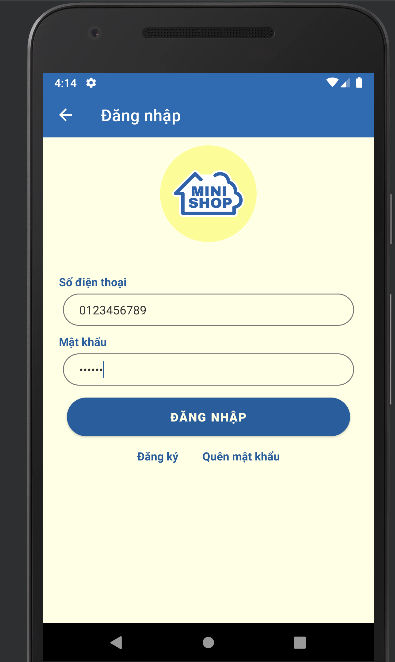 4:14
Đăng nhập
MINI
SHOP
Số điện thoại
0123456789
Mật khẩu
••••••
ĐĂNG NHẬP
Đăng ký Quên mật khẩu